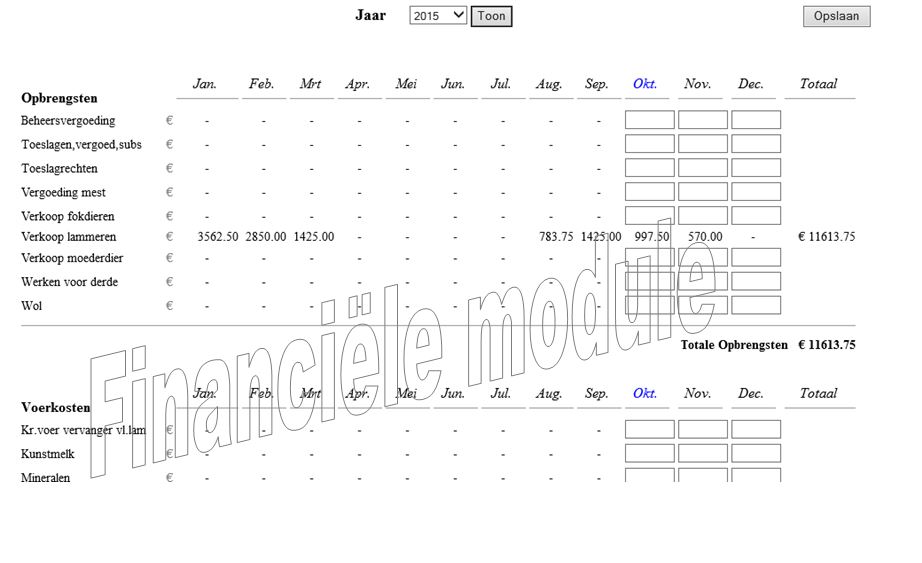 Jaar 2015 Toon Opslaan
Jan. Feb. Mrt Apr. Mei Jun. Jul. Aug. Sep. Okt. Nov. Dec. Totaal
Opbrengsten
Beheersvergoeding € - - - - - - - - -
Toeslagen,vergoed,subs € - - - - - - - - -
Toeslagrechten € - - - - - - - - -
Vergoeding mest € - - - - - - - - -
Verkoop fokdieren € - - - - - - - - -
Verkoop lammeren € 3562.50 2850.00 1425.00 - - - - 783.75 1425.00 997.50 570.00 - € 11613.75
Verkoop moederdier € - - - - - - - - -
Werken voor derde € - - - - - - - - -
Wol € - - - - - - - - -
Totale Opbrengsten € 11613.75
Financiële module
Jan. Feb. Mrt Apr. Mei Jun. Jul. Aug. Sep. Okt. Nov. Dec. Totaal
Voerkosten
Kr.voer vervanger vl.lam € - - - - - - - - -
Kunstmelk € - - - - - - - - -
Mineralen € - - - - - - - - -